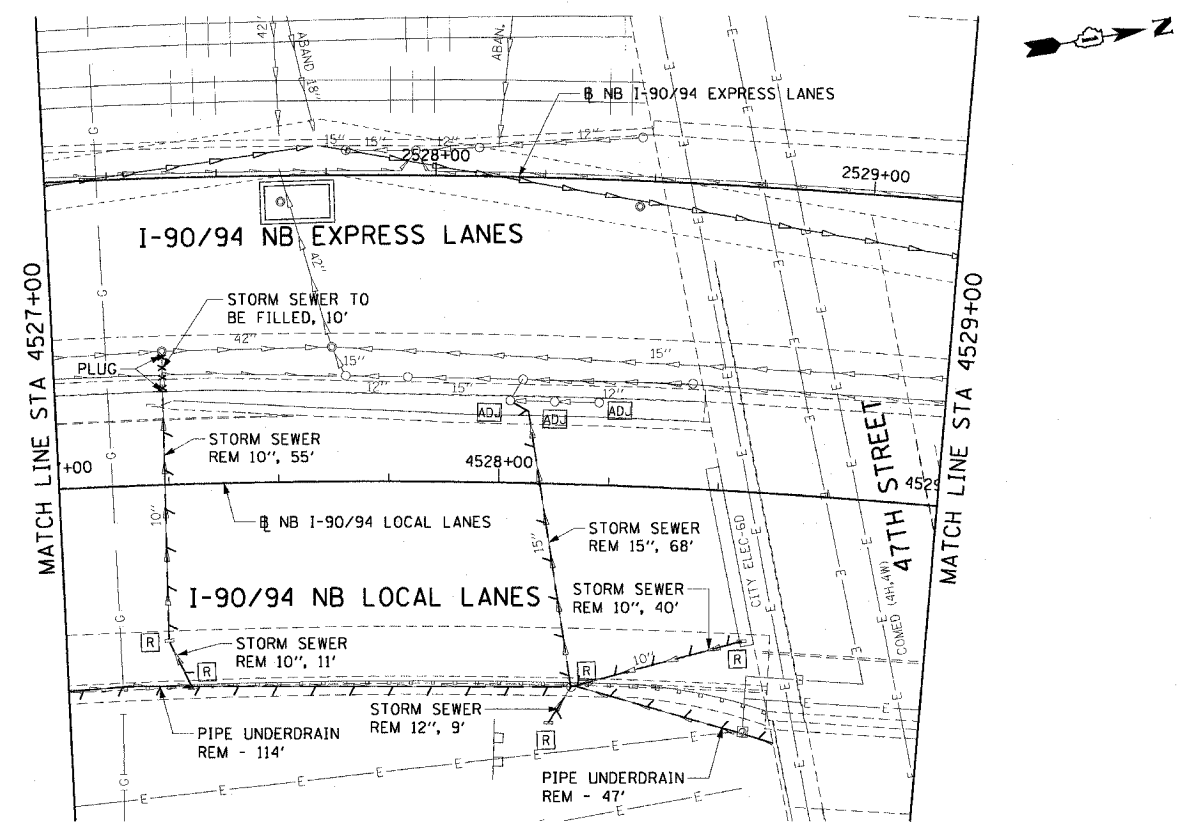 42"
ABAND 18"
ABAN.
N
1
℄ NB I-90/94 EXPRESS LANES
15"
15"
12"
12"
2528+00
2529+00
I-90/94 NB EXPRESS LANES
42"
G
STORM SEWER TO
BE FILLED, 10'
42"
PLUG
15"
15"
12"
15"
12"
ADJ
ADJ
ADJ
MATCH LINE STA 4527+00
MATCH LINE STA 4529+00
47TH STREET
STORM SEWER
REM 10", 55'
+00
G
4528+00
4529
℄ NB I-90/94 LOCAL LANES
10"
15"
STORM SEWER
REM 15", 68'
CITY ELEC-6D
COMED (4H,4W)
I-90/94 NB LOCAL LANES
STORM SEWER
REM 10", 40'
R
STORM SEWER
REM 10", 11'
R
R
10"
R
STORM SEWER
REM 12", 9'
R
PIPE UNDERDRAIN
REM - 114'
PIPE UNDERDRAIN
REM - 47'
G
E
E
E
E
E